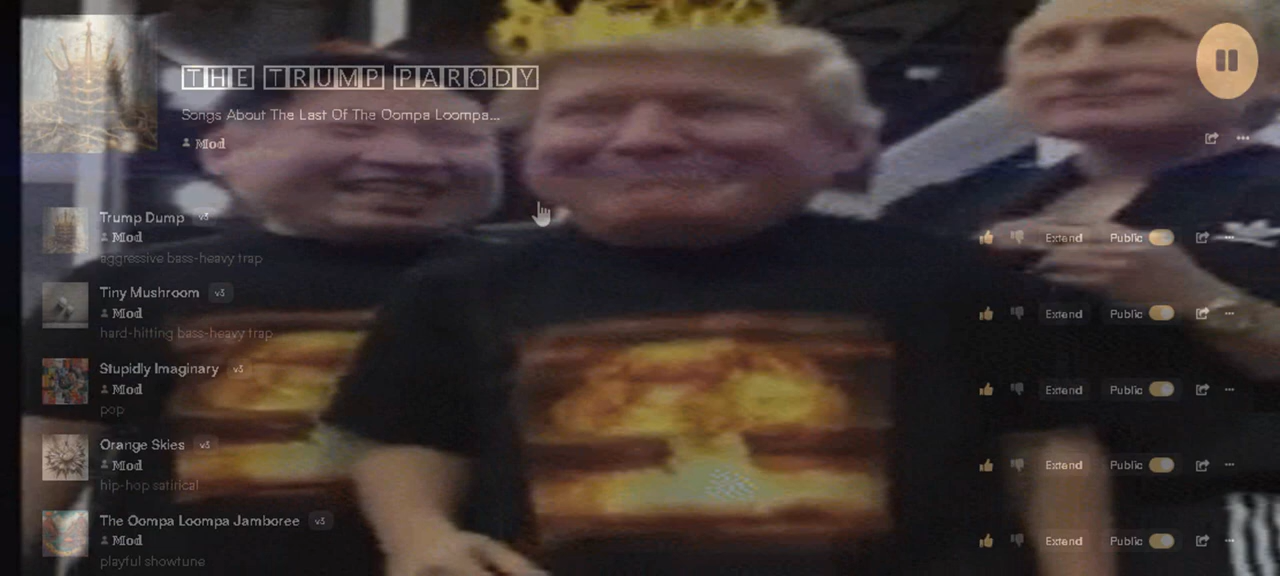 THE TRUMP PARODY
Songs About The Last Of The Oompa Loompa...
Mod
Trump Dump v3
Mod
aggressive bass-heavy trap
Extend Public
Tiny Mushroom v3
Mod
hard-hitting bass-heavy trap
Extend Public
Stupidly Imaginary v3
Mod
pop
Extend Public
Orange Skies v3
Mod
hip-hop satirical
Extend Public
The Oompa Loompa Jamboree v3
Mod
playful showtune
Extend Public